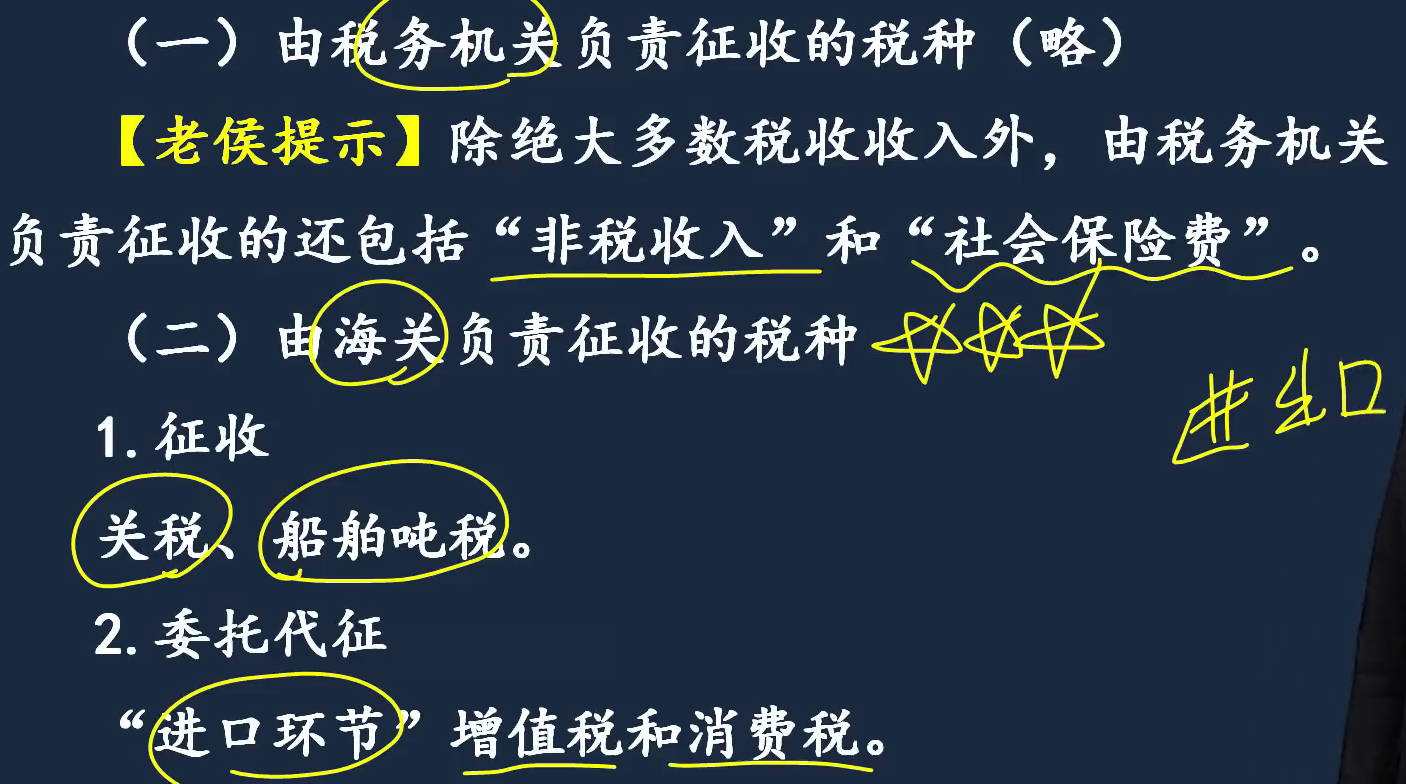 （一）由税务机关负责征收的税种（略）
【老侯提示】除绝大多数税收收入外，由税务机关
负责征收的还包括“非税收入”和“社会保险费”。
（二）由海关负责征收的税种
进出口
1.征收
关税、船舶吨税。
2.委托代征
“进口环节”增值税和消费税。